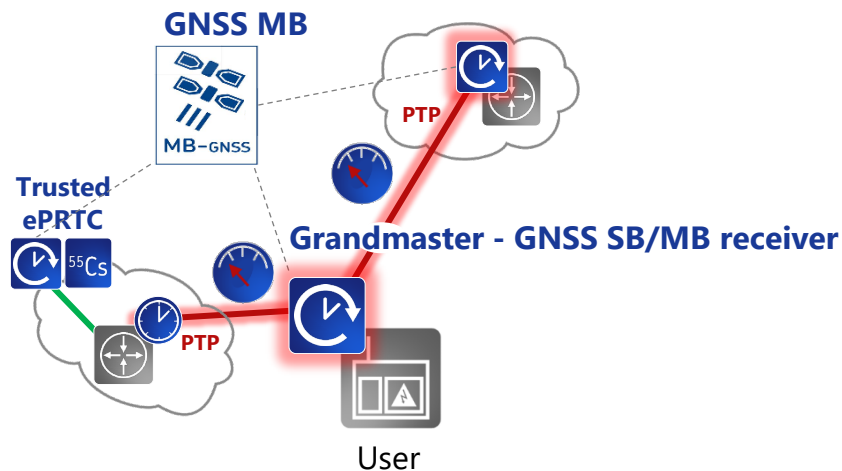 GNSS MB
MB-GNSS
PTP
Trusted
ePRTC
⁵⁵Cs
Grandmaster - GNSS SB/MB receiver
PTP
User